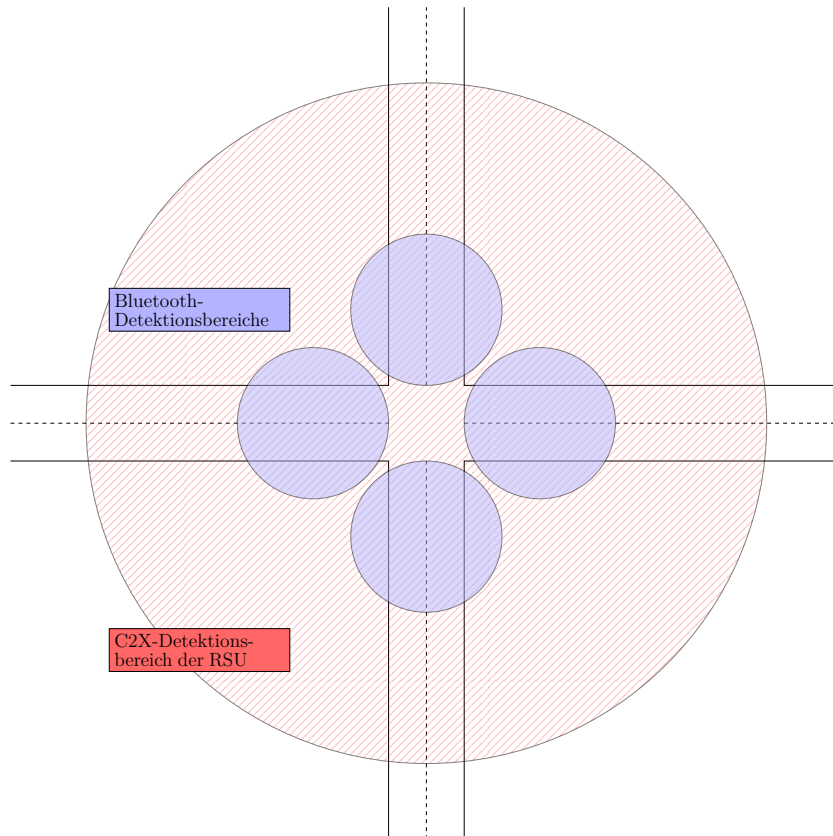 Bluetooth-
Detektionsbereiche
C2X-Detektions-
bereich der RSU